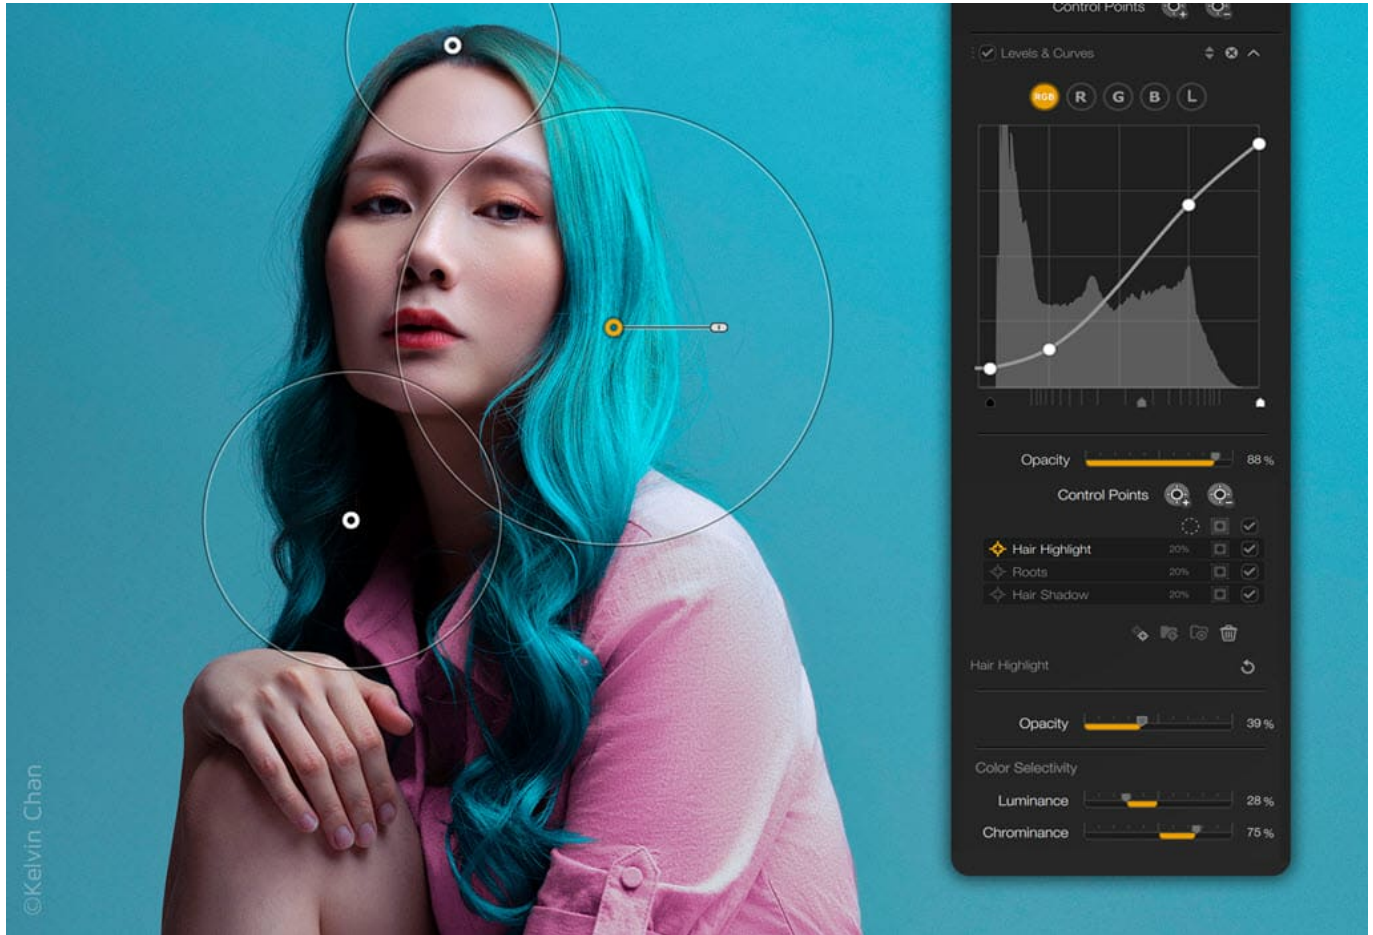 Control Points
Levels & Curves
RGB R G B L
Opacity 88 %
Control Points
Hair Highlight 20%
Roots 20%
Hair Shadow 20%
Hair Highlight
Opacity 39 %
Color Selectivity
Luminance 28 %
Chrominance 75 %
©Kelvin Chan